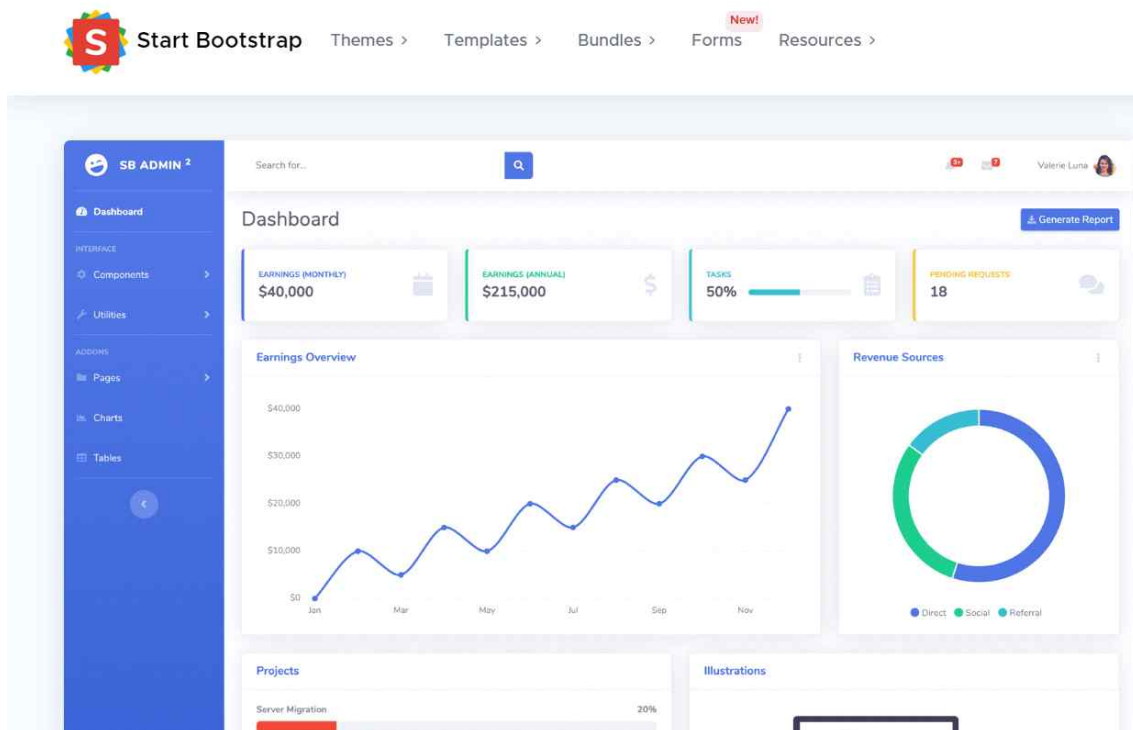 New!
S Start Bootstrap Themes > Templates > Bundles > Forms Resources >
SB ADMIN 2
Search for...
3+ 7 Valerie Luna
Dashboard
Dashboard
Generate Report
INTERFACE
Components
Utilities
ADDONS
Pages
Charts
Tables
EARNINGS (MONTHLY)
$40,000
EARNINGS (ANNUAL)
$215,000
TASKS
50%
PENDING REQUESTS
18
Earnings Overview
$40,000
$30,000
$20,000
$10,000
$0
Jan Mar May Jul Sep Nov
Revenue Sources
Direct Social Referral
Projects
Server Migration 20%
Illustrations